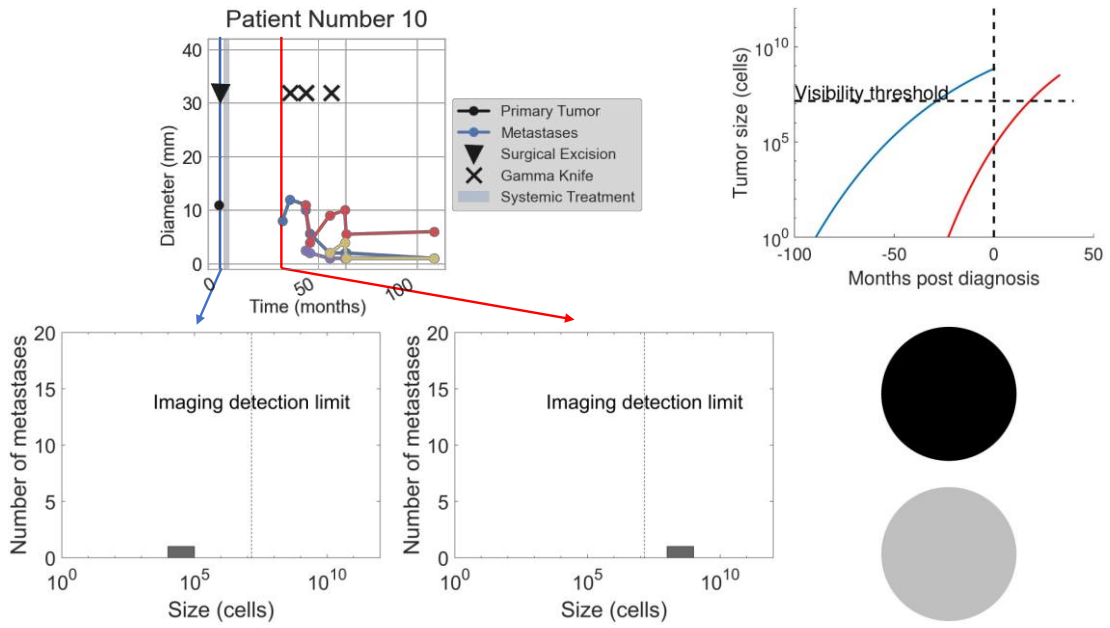 Patient Number 10
40
30
20
10
0
Diameter (mm)
0
50
100
Time (months)
Primary Tumor
Metastases
Surgical Excision
Gamma Knife
Systemic Treatment
10^10
10^5
10^0
Tumor size (cells)
Visibility threshold
-100
-50
0
50
Months post diagnosis
20
15
10
5
0
Number of metastases
Imaging detection limit
10^0
10^5
10^10
Size (cells)
20
15
10
5
0
Number of metastases
Imaging detection limit
10^0
10^5
10^10
Size (cells)